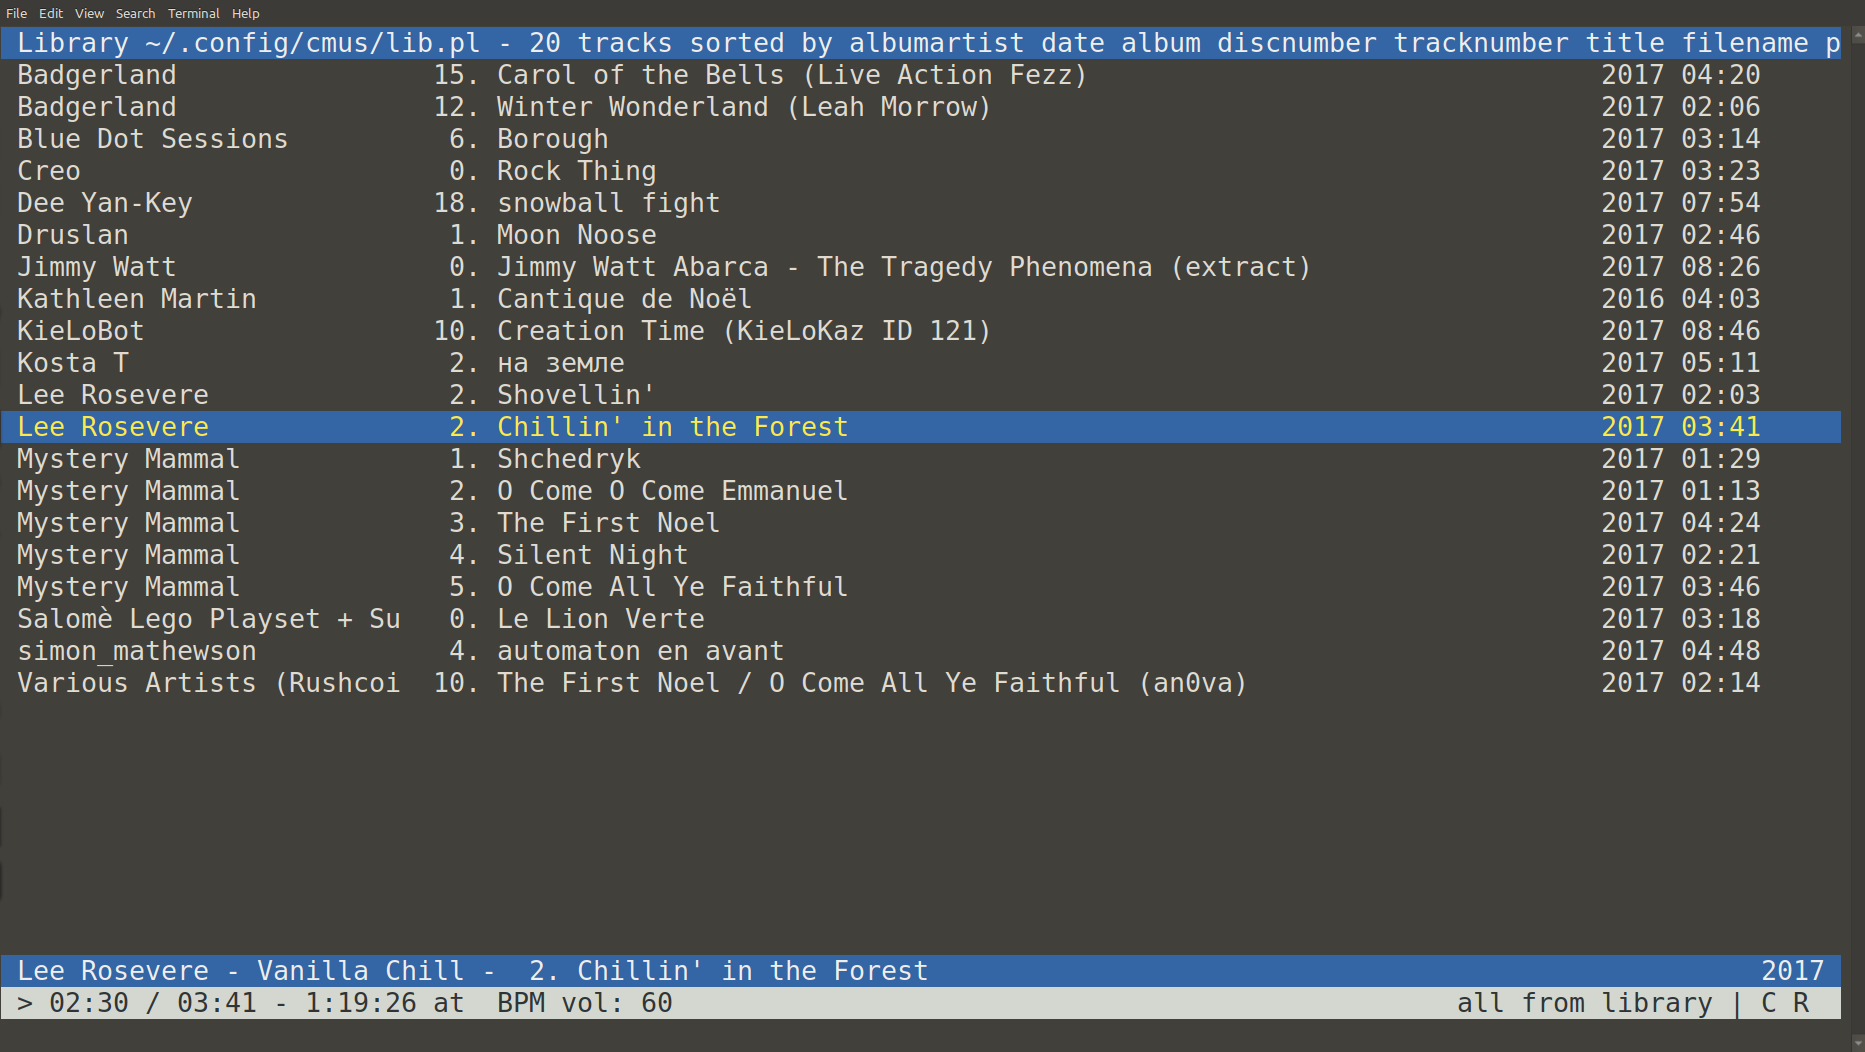 File Edit View Search Terminal Help
Library ~/.config/cmus/lib.pl - 20 tracks sorted by albumartist date album discnumber tracknumber title filename p
Badgerland 15. Carol of the Bells (Live Action Fezz) 2017 04:20
Badgerland 12. Winter Wonderland (Leah Morrow) 2017 02:06
Blue Dot Sessions 6. Borough 2017 03:14
Creo 0. Rock Thing 2017 03:23
Dee Yan-Key 18. snowball fight 2017 07:54
Druslan 1. Moon Noose 2017 02:46
Jimmy Watt 0. Jimmy Watt Abarca - The Tragedy Phenomena (extract) 2017 08:26
Kathleen Martin 1. Cantique de Noël 2016 04:03
KieLoBot 10. Creation Time (KieLoKaz ID 121) 2017 08:46
Kosta T 2. на земле 2017 05:11
Lee Rosevere 2. Shovellin' 2017 02:03
Lee Rosevere 2. Chillin' in the Forest 2017 03:41
Mystery Mammal 1. Shchedryk 2017 01:29
Mystery Mammal 2. O Come O Come Emmanuel 2017 01:13
Mystery Mammal 3. The First Noel 2017 04:24
Mystery Mammal 4. Silent Night 2017 02:21
Mystery Mammal 5. O Come All Ye Faithful 2017 03:46
Salomè Lego Playset + Su 0. Le Lion Verte 2017 03:18
simon_mathewson 4. automaton en avant 2017 04:48
Various Artists (Rushcoi 10. The First Noel / O Come All Ye Faithful (an0va) 2017 02:14
Lee Rosevere - Vanilla Chill - 2. Chillin' in the Forest 2017
> 02:30 / 03:41 - 1:19:26 at BPM vol: 60 all from library | C R